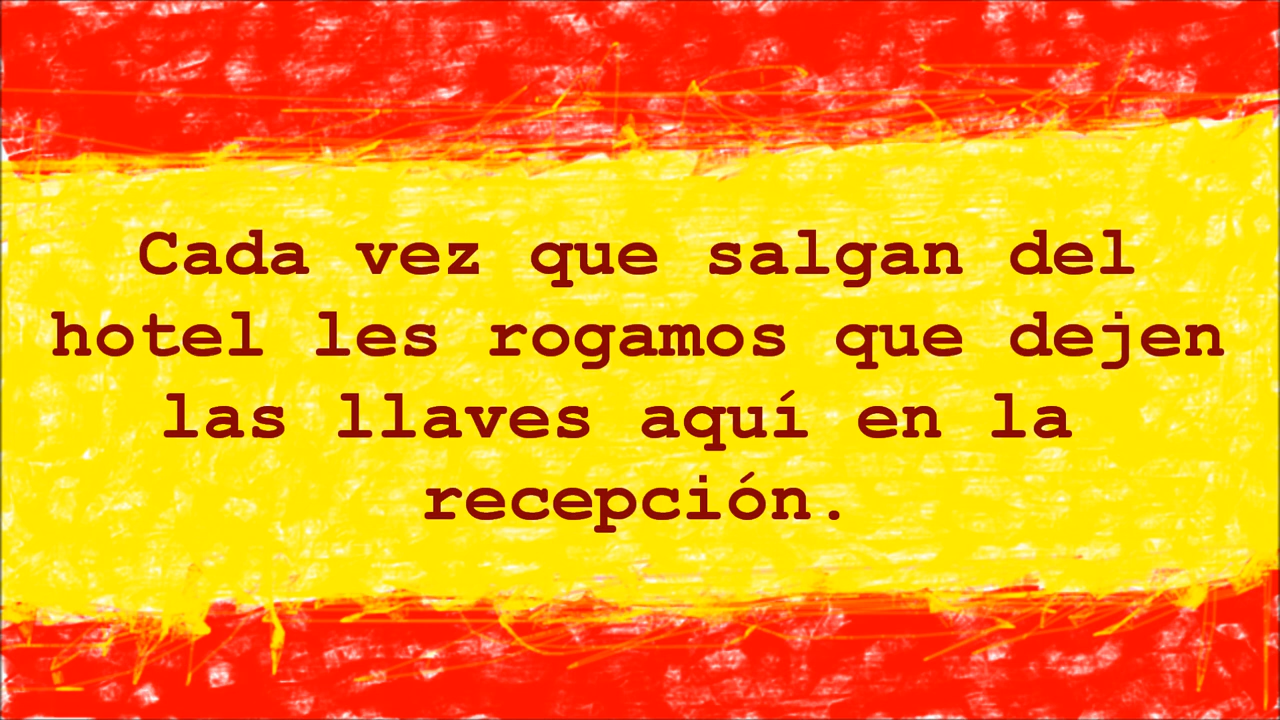 Cada vez que salgan del
hotel les rogamos que dejen
las llaves aquí en la
recepción.